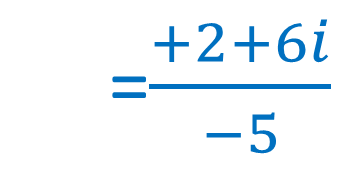 = +2+6i
−5